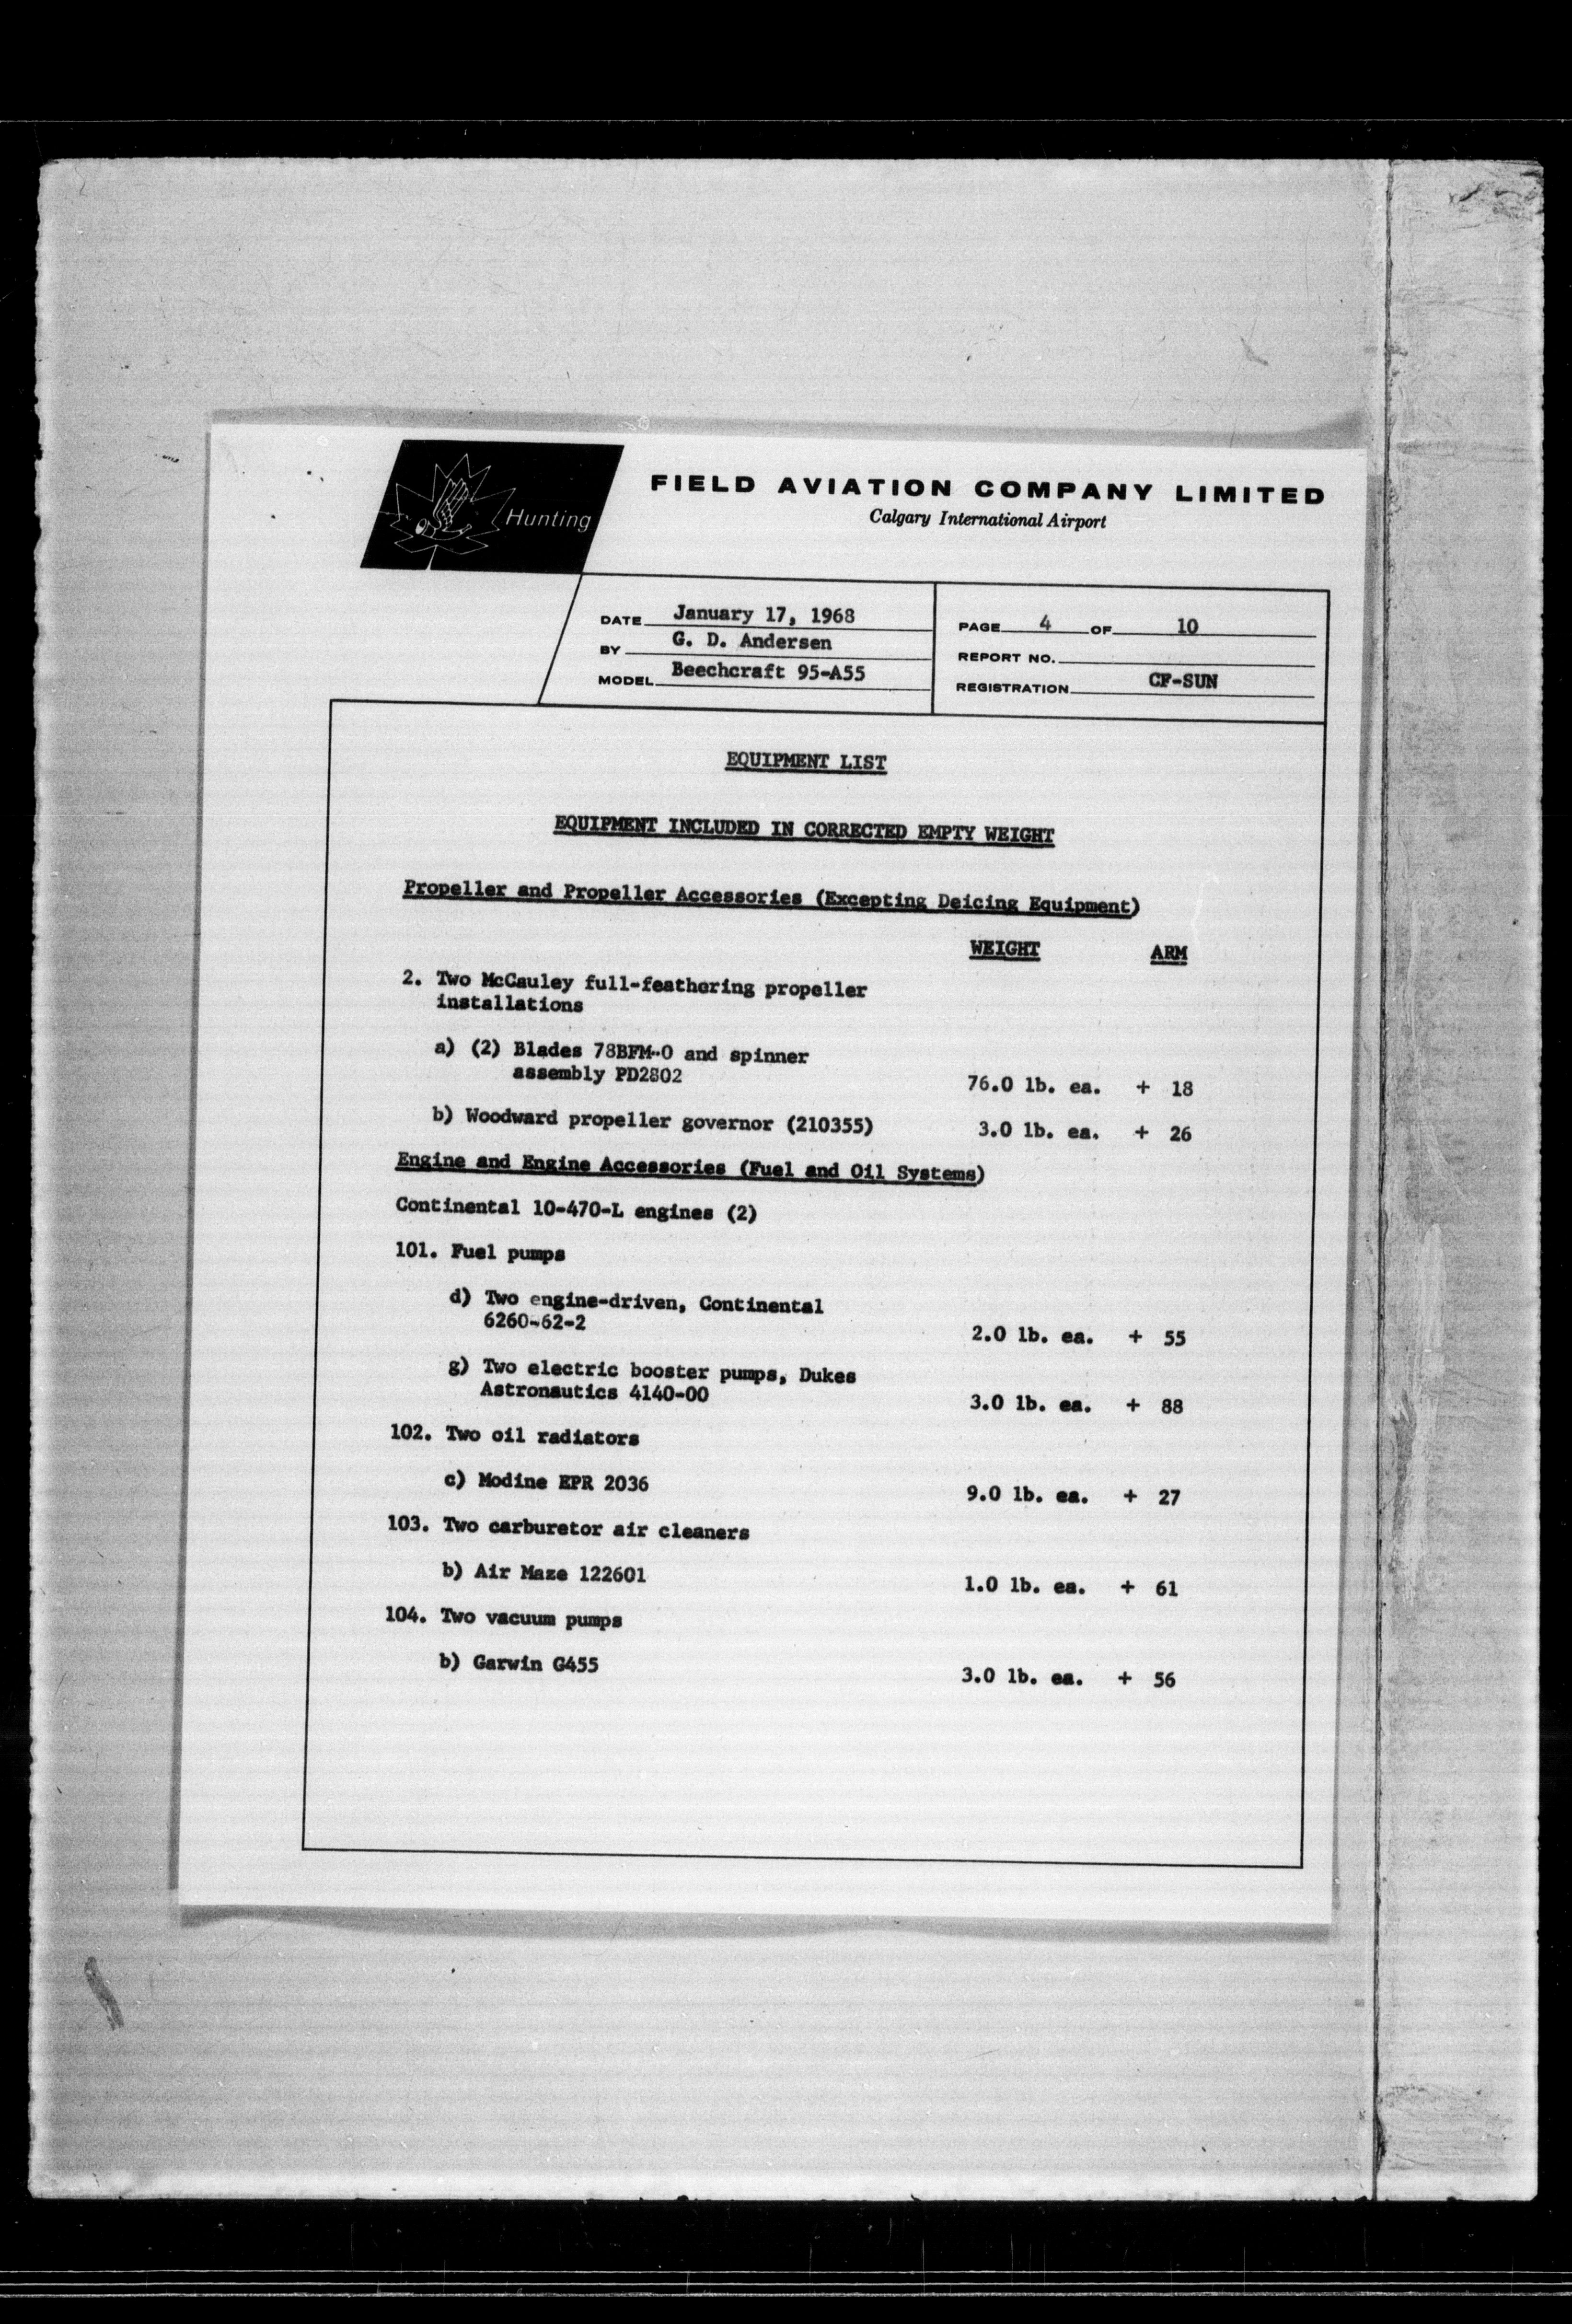 Hunting
FIELD AVIATION COMPANY LIMITED
Calgary International Airport
DATE January 17, 1968
BY G. D. Andersen
MODEL Beechcraft 95-A55
PAGE 4 OF 10
REPORT NO.
REGISTRATION CF-SUN
EQUIPMENT LIST
EQUIPMENT INCLUDED IN CORRECTED EMPTY WEIGHT
Propeller and Propeller Accessories (Excepting Deicing Equipment)
WEIGHT ARM
2. Two McCauley full-feathering propeller
installations
a) (2) Blades 78BFM-0 and spinner
assembly PD2802 76.0 lb. ea. + 18
b) Woodward propeller governor (210355) 3.0 lb. ea. + 26
Engine and Engine Accessories (Fuel and Oil Systems)
Continental 10-470-L engines (2)
101. Fuel pumps
d) Two engine-driven, Continental
6260-62-2 2.0 lb. ea. + 55
g) Two electric booster pumps, Dukes
Astronautics 4140-00 3.0 lb. ea. + 88
102. Two oil radiators
c) Modine EPR 2036 9.0 lb. ea. + 27
103. Two carburetor air cleaners
b) Air Maze 122601 1.0 lb. ea. + 61
104. Two vacuum pumps
b) Garwin G455 3.0 lb. ea. + 56